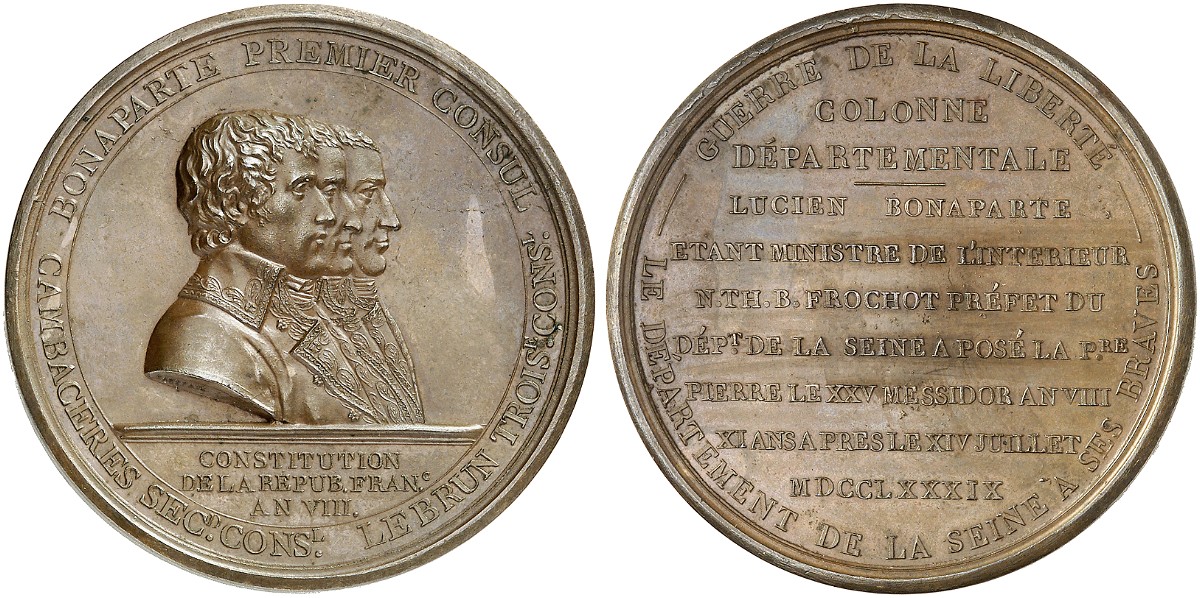 BONAPARTE PREMIER CONSUL
CAMBACERES SEC.D CONS.L LEBRUN TROIS.E CONS.T
CONSTITUTION
DE LA REPUB. FRAN.C
AN VIII.
GUERRE DE LA LIBERTÉ
COLONNE
DÉPARTEMENTALE
LUCIEN BONAPARTE
ETANT MINISTRE DE L'INTERIEUR
N. TH. B. FROCHOT PRÉFET DU
DÉP.T DE LA SEINE A POSÉ LA P.RE
PIERRE LE XXV MESSIDOR AN VIII
XI ANS APRES LE XIV JUILLET
MDCCLXXXIX
LE DÉPARTEMENT DE LA SEINE À SES BRAVES